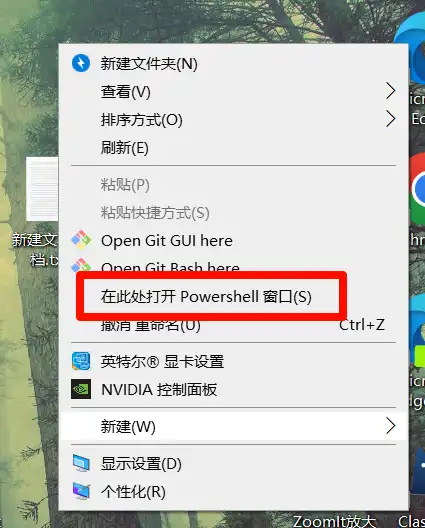 新建文件夹(N)
查看(V)
排序方式(O)
刷新(E)
粘贴(P)
粘贴快捷方式(S)
新建文
档.tx
Open Git GUI here
Open Git Bash here
在此处打开 Powershell 窗口(S)
撤消 重命名(U) Ctrl+Z
英特尔® 显卡设置
NVIDIA 控制面板
新建(W)
显示设置(D)
个性化(R)
ZoomIt放大
Clas
icr
Ec
hr
icr
dge